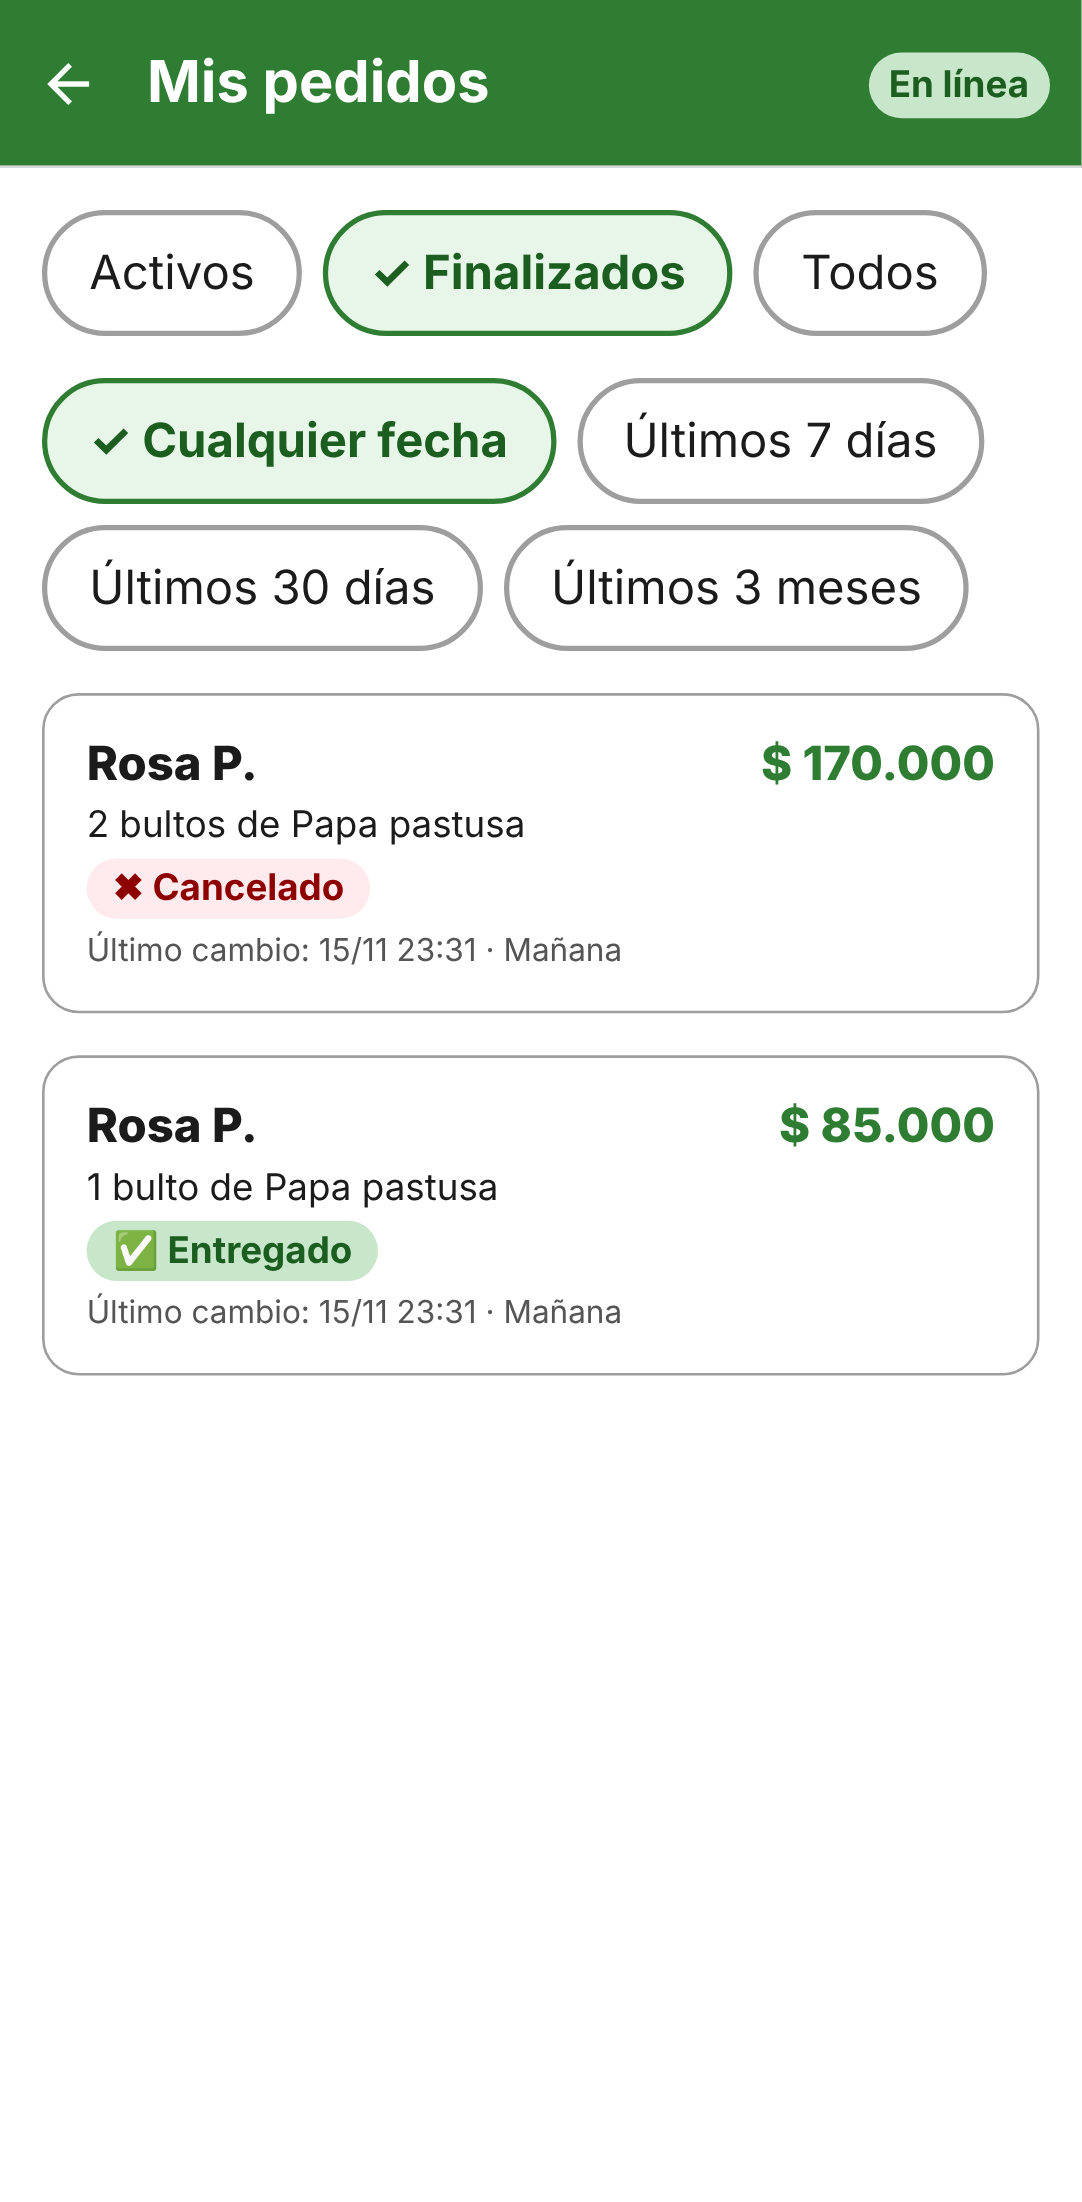 Mis pedidos
En línea
Activos
✓ Finalizados
Todos
✓ Cualquier fecha
Últimos 7 días
Últimos 30 días
Últimos 3 meses
Rosa P.
$ 170.000
2 bultos de Papa pastusa
✖ Cancelado
Último cambio: 15/11 23:31 · Mañana
Rosa P.
$ 85.000
1 bulto de Papa pastusa
✅ Entregado
Último cambio: 15/11 23:31 · Mañana